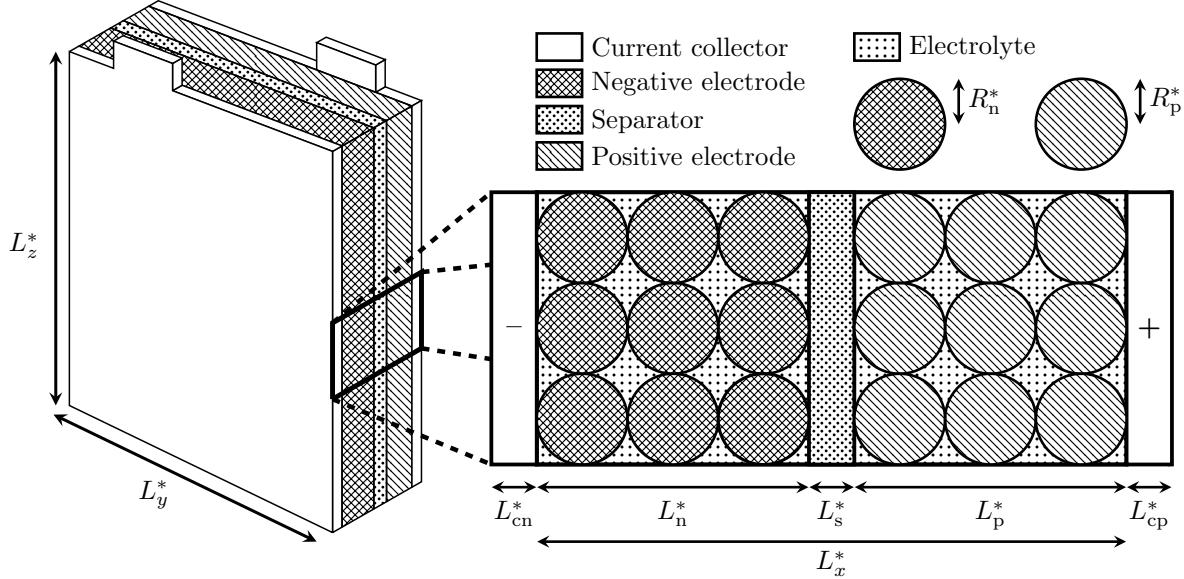 Current collector
Negative electrode
Separator
Positive electrode
Electrolyte
R*n
R*p
L*z
L*y
−
+
L*cn
L*n
L*s
L*p
L*cp
L*x